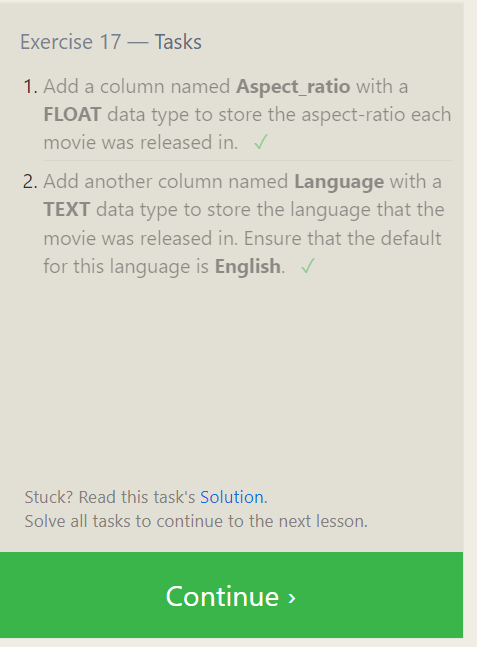 Exercise 17 — Tasks
1. Add a column named Aspect_ratio with a
FLOAT data type to store the aspect-ratio each
movie was released in. ✓
2. Add another column named Language with a
TEXT data type to store the language that the
movie was released in. Ensure that the default
for this language is English. ✓
Stuck? Read this task's Solution.
Solve all tasks to continue to the next lesson.
Continue ›